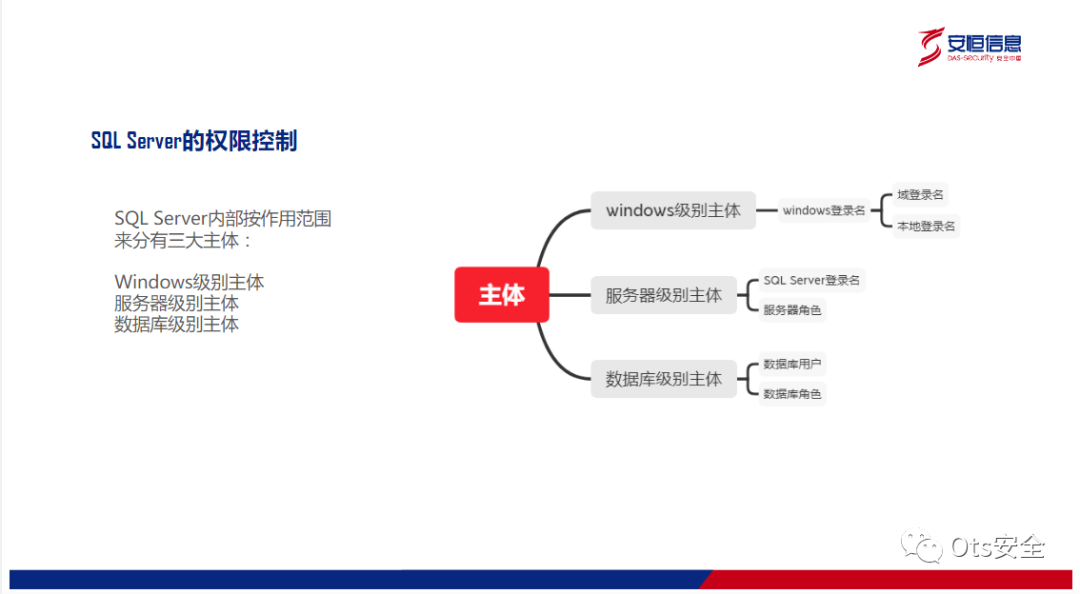 安恒信息
DAS-security 安全中国
SQL Server的权限控制
SQL Server内部按作用范围
来分有三大主体：
Windows级别主体
服务器级别主体
数据库级别主体
主体
windows级别主体
windows登录名
域登录名
本地登录名
服务器级别主体
SQL Server登录名
服务器角色
数据库级别主体
数据库用户
数据库角色
Ots安全